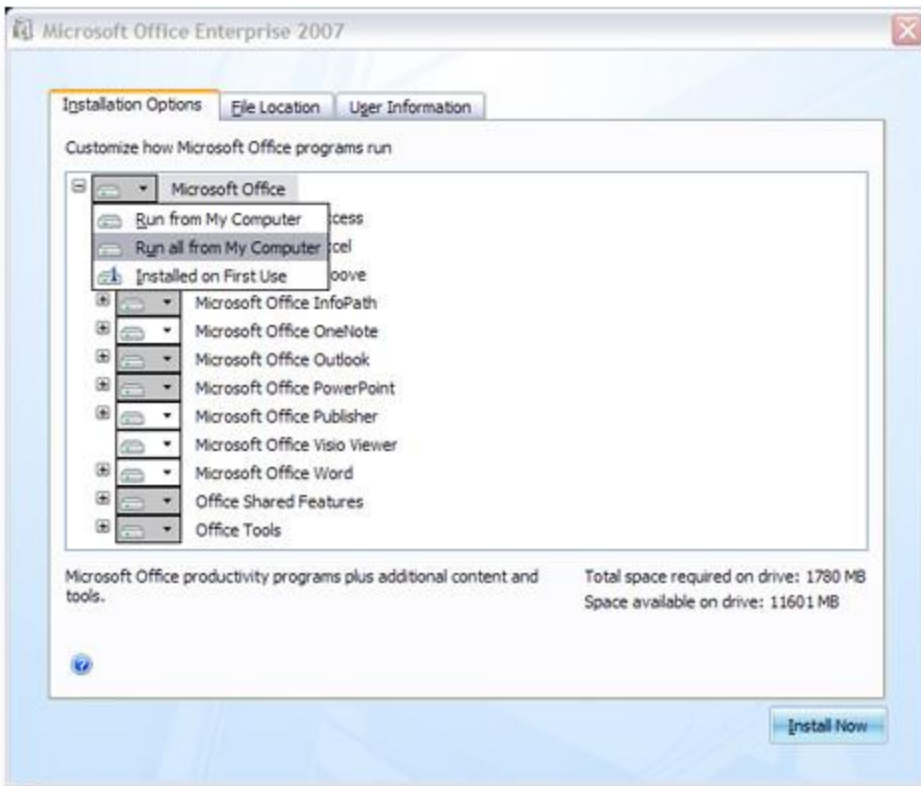 Microsoft Office Enterprise 2007
Installation Options File Location User Information
Customize how Microsoft Office programs run
Microsoft Office
Run from My Computer
Run all from My Computer
Installed on First Use
Microsoft Office InfoPath
Microsoft Office OneNote
Microsoft Office Outlook
Microsoft Office PowerPoint
Microsoft Office Publisher
Microsoft Office Visio Viewer
Microsoft Office Word
Office Shared Features
Office Tools
Microsoft Office productivity programs plus additional content and
tools.
Total space required on drive: 1780 MB
Space available on drive: 11601 MB
Install Now